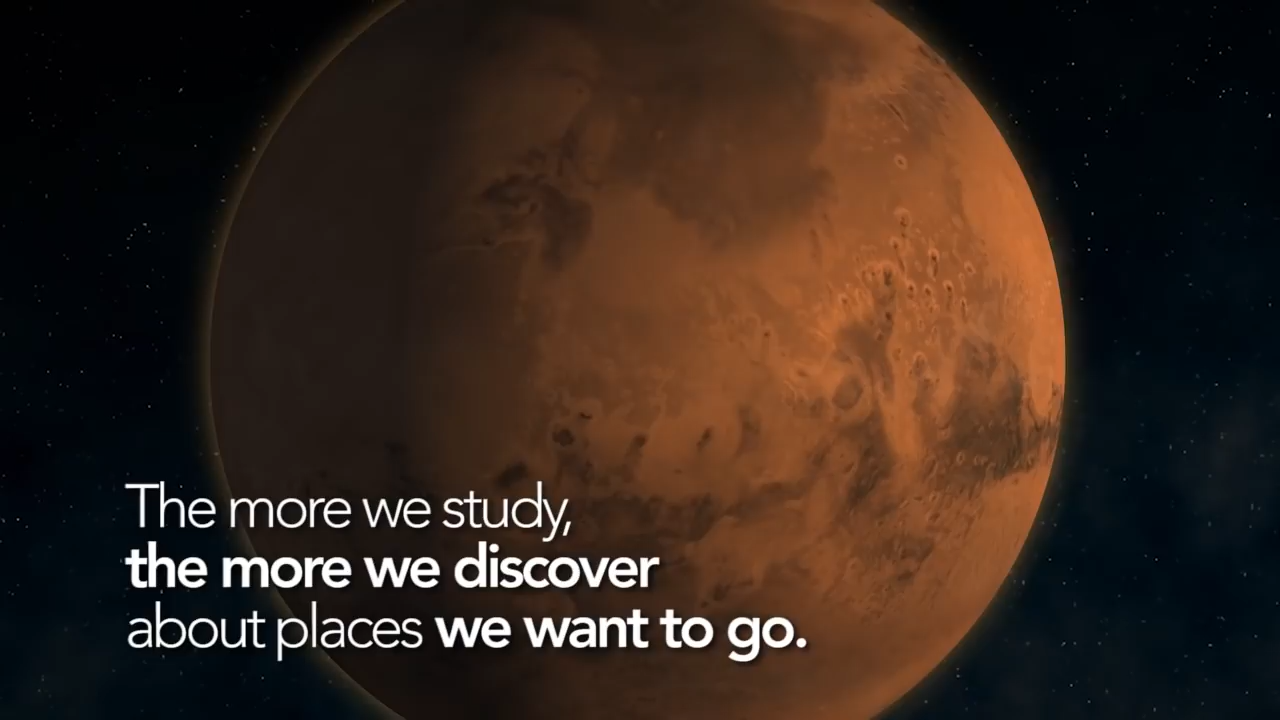 The more we study,
the more we discover
about places we want to go.